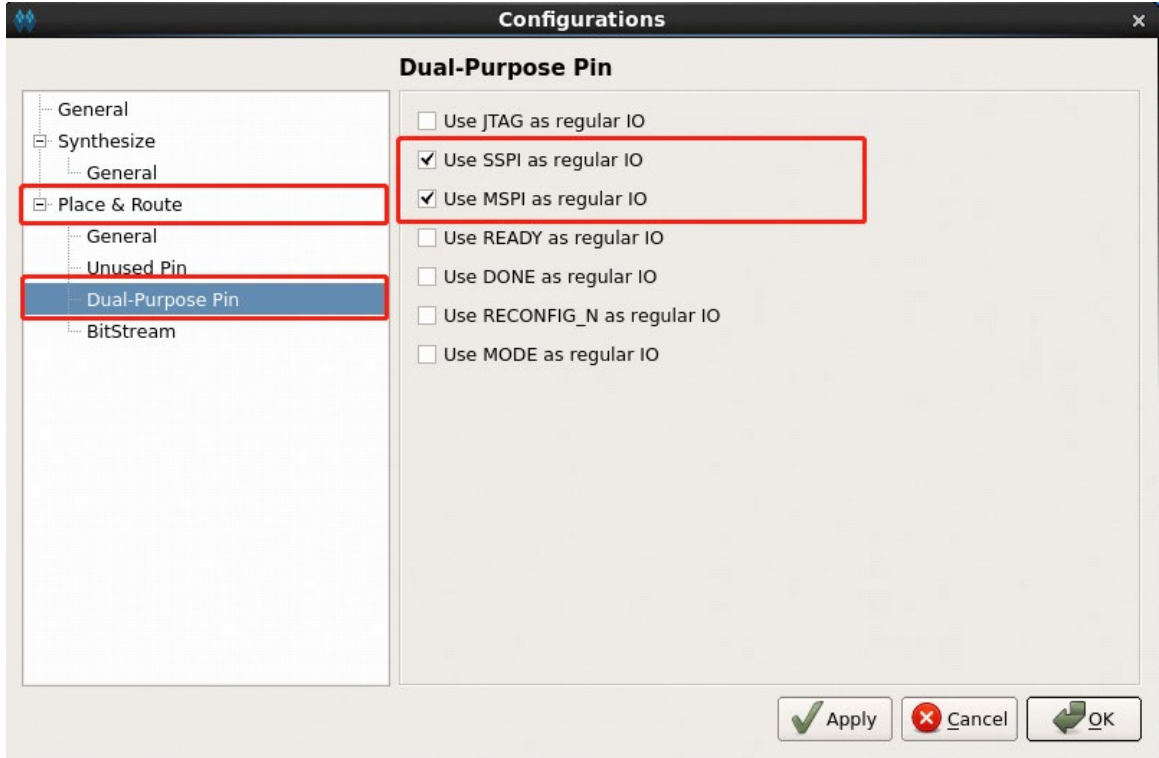 Configurations
Dual-Purpose Pin
General
Synthesize
General
Place & Route
General
Unused Pin
Dual-Purpose Pin
BitStream
Use JTAG as regular IO
Use SSPI as regular IO
Use MSPI as regular IO
Use READY as regular IO
Use DONE as regular IO
Use RECONFIG_N as regular IO
Use MODE as regular IO
Apply
Cancel
OK